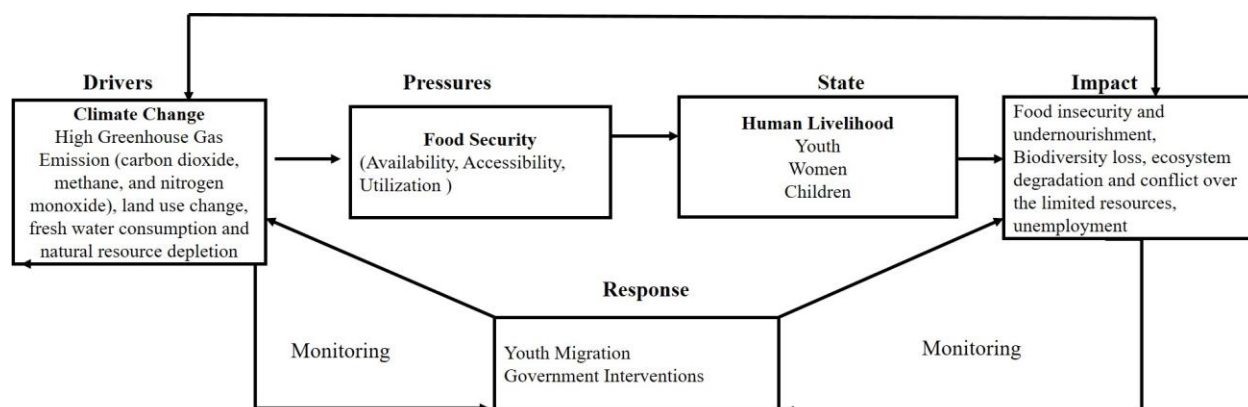 Drivers
Pressures
State
Impact
Climate Change
High Greenhouse Gas
Emission (carbon dioxide,
methane, and nitrogen
monoxide), land use change,
fresh water consumption and
natural resource depletion
Food Security
(Availability, Accessibility,
Utilization )
Human Livelihood
Youth
Women
Children
Food insecurity and
undernourishment,
Biodiversity loss, ecosystem
degradation and conflict over
the limited resources,
unemployment
Response
Monitoring
Youth Migration
Government Interventions
Monitoring